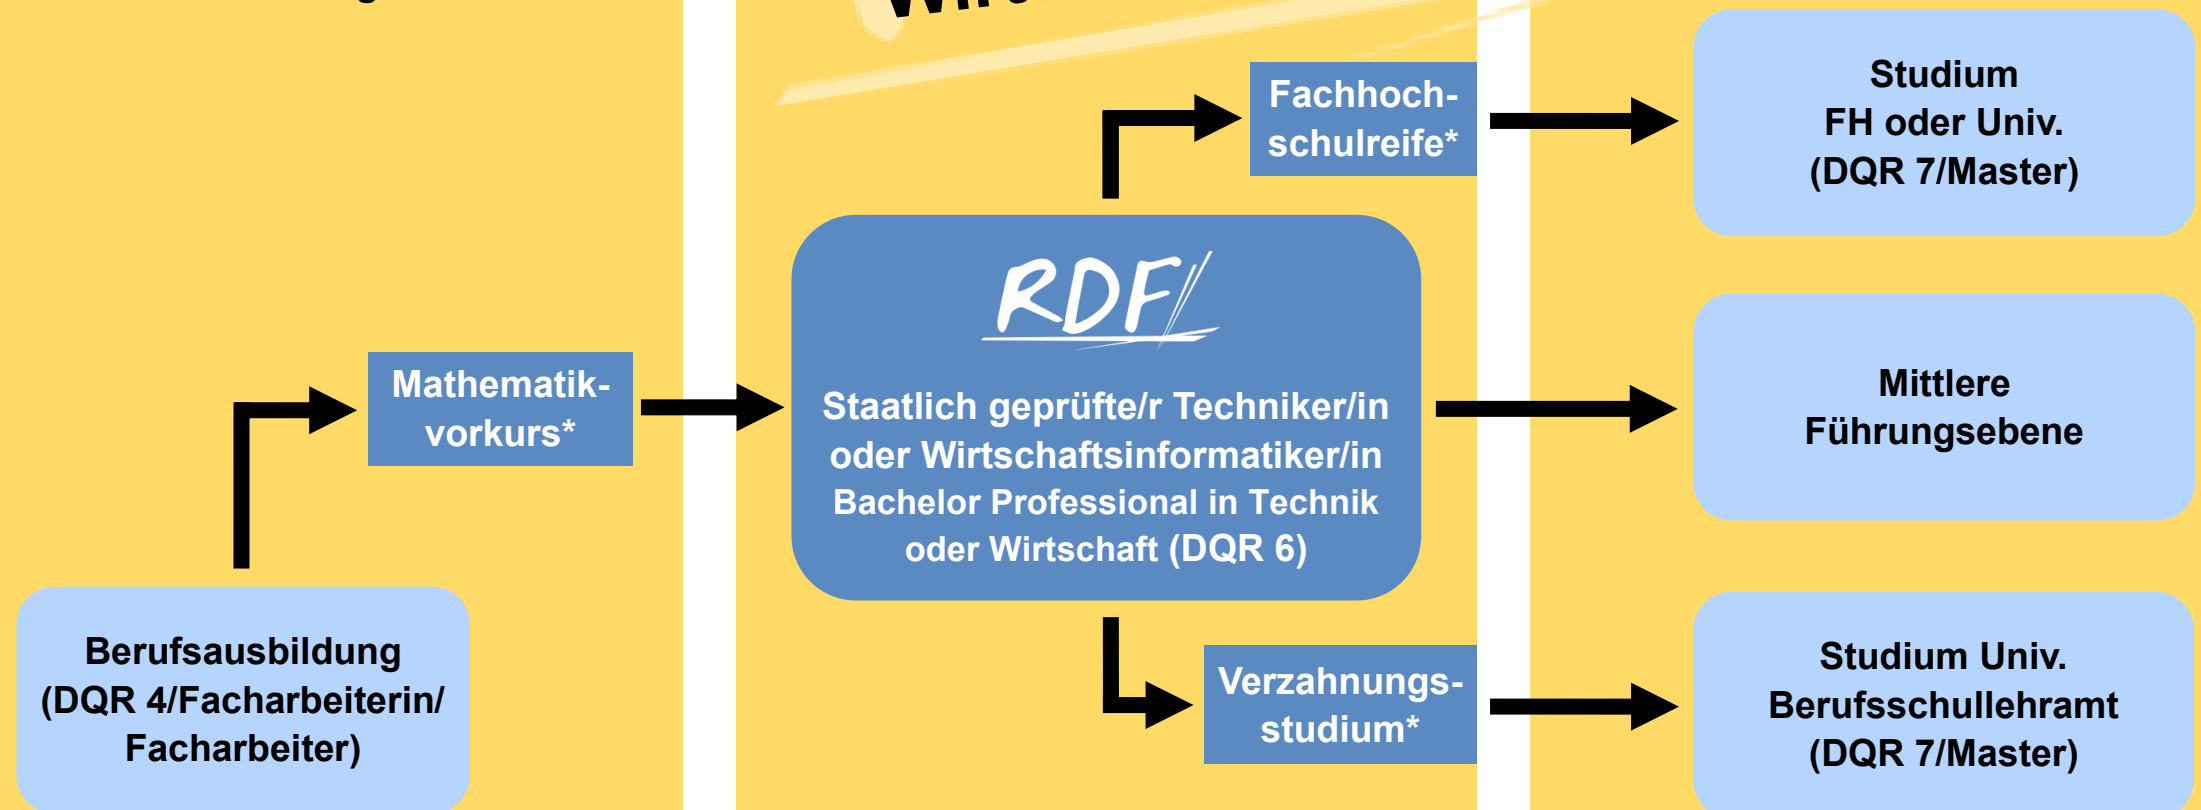 Berufsausbildung
(DQR 4/Facharbeiterin/
Facharbeiter)
Mathematik-
vorkurs*
RDF
Staatlich geprüfte/r Techniker/in
oder Wirtschaftsinformatiker/in
Bachelor Professional in Technik
oder Wirtschaft (DQR 6)
Fachhoch-
schulreife*
Verzahnungs-
studium*
Studium
FH oder Univ.
(DQR 7/Master)
Mittlere
Führungsebene
Studium Univ.
Berufsschullehramt
(DQR 7/Master)